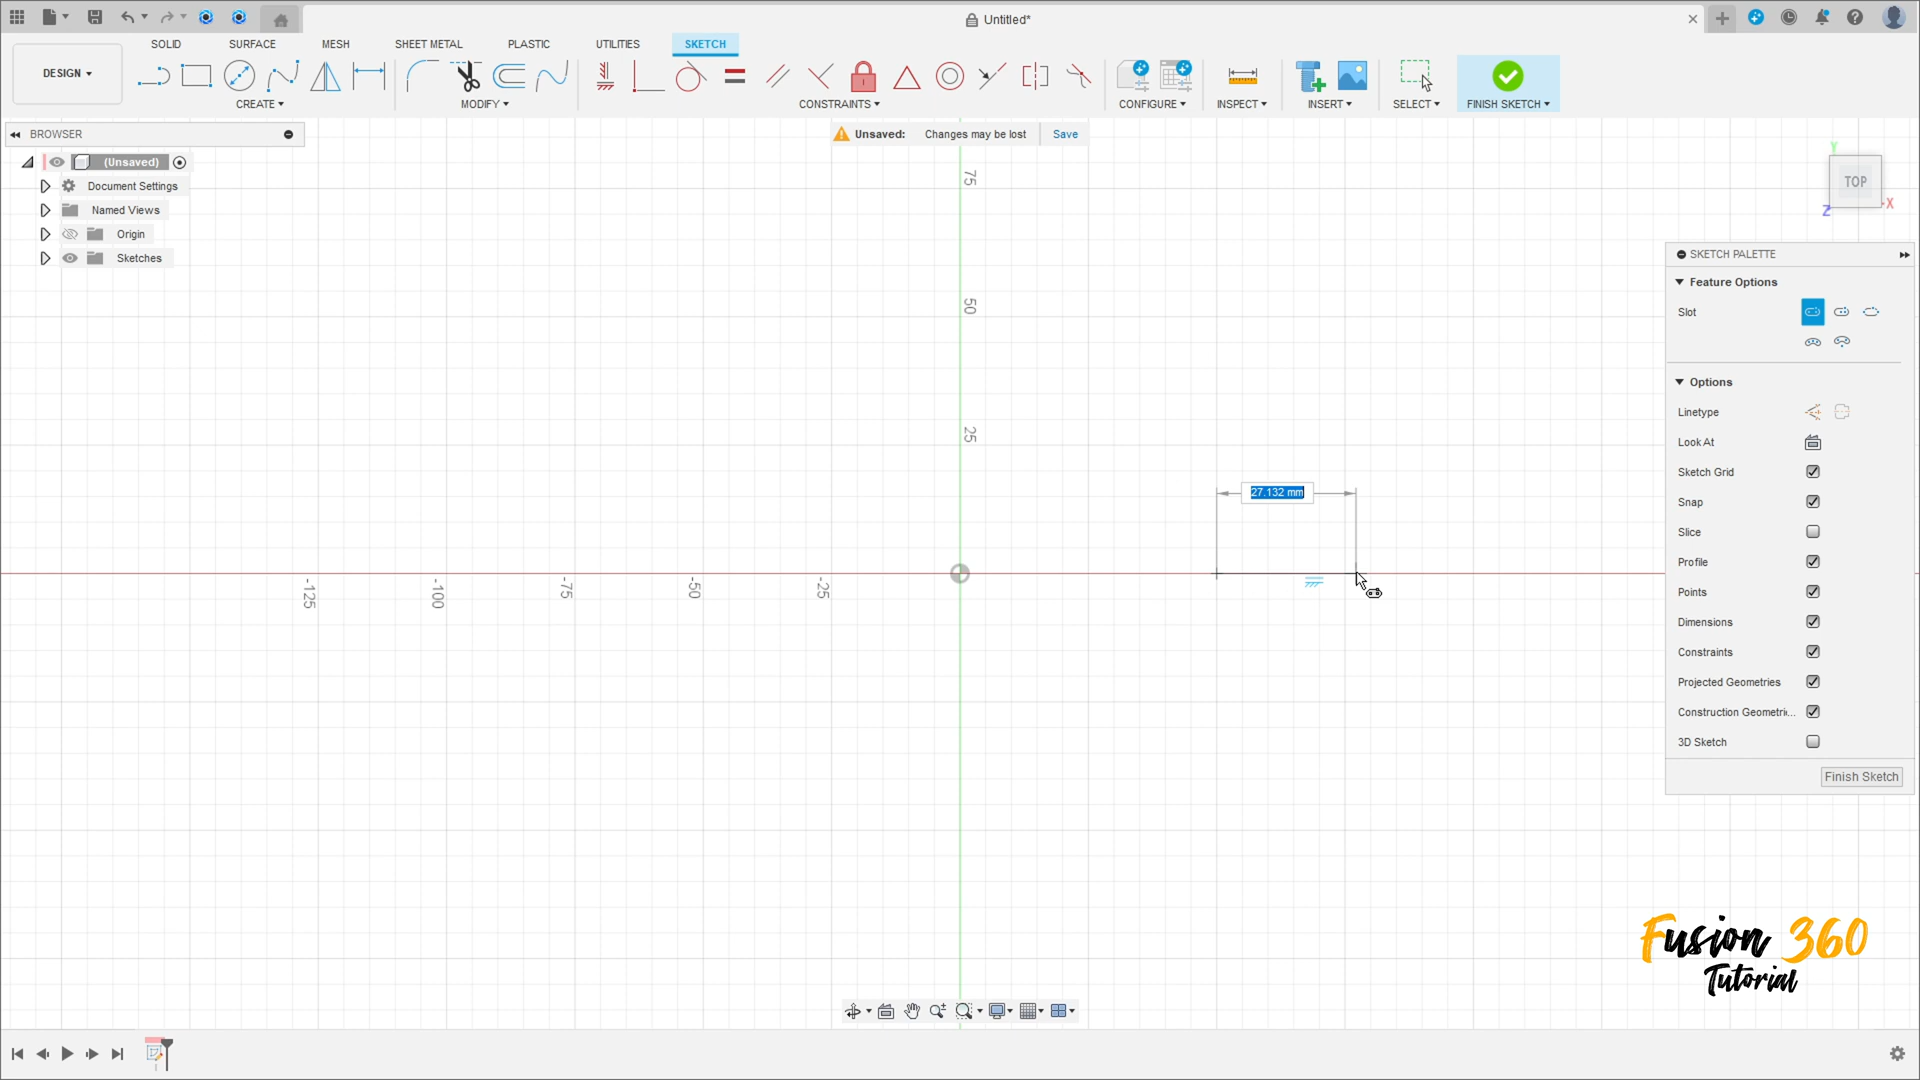 Untitled*
DESIGN
SOLID
SURFACE
MESH
SHEET METAL
PLASTIC
UTILITIES
SKETCH
CREATE
MODIFY
CONSTRAINTS
CONFIGURE
INSPECT
INSERT
SELECT
FINISH SKETCH
BROWSER
Unsaved: Changes may be lost
Save
(Unsaved)
Document Settings
Named Views
Origin
Sketches
75
50
25
-125
-100
-75
-50
-25
27.132 mm
Y
TOP
Z
X
SKETCH PALETTE
Feature Options
Slot
Options
Linetype
Look At
Sketch Grid
Snap
Slice
Profile
Points
Dimensions
Constraints
Projected Geometries
Construction Geometri...
3D Sketch
Finish Sketch
Fusion 360
Tutorial